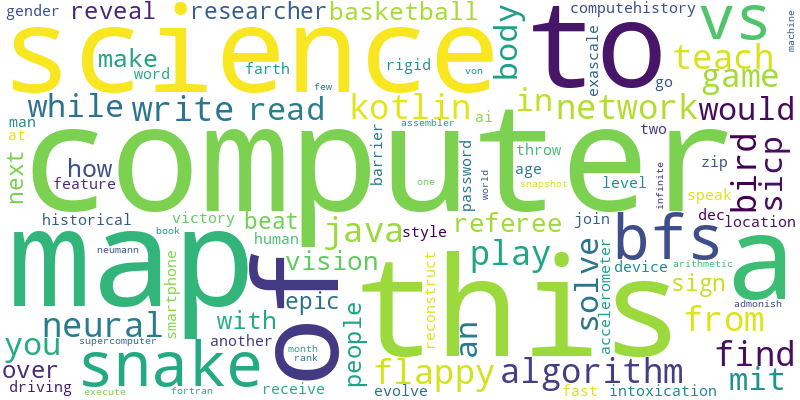 gender reveal researcher basketball body computehistory vs machine
science to exascale
make word farth rigid few von go teach game
while write read kotlin ai in network would
man at assembler barrier two
computer
next how feature password throw age one world snapshot level infinite zip speak bird sicp
historical victory beat java style referee join dec location
book human
map of this bfs a
neumann smartphone vision play solve device arithmetic
epic reconstruct an accelerometer sign admonish
neural with people from
you supercomputer another month rank find
over snake flappy algorithm mit
driving execute fortran receive evolve fast intoxication